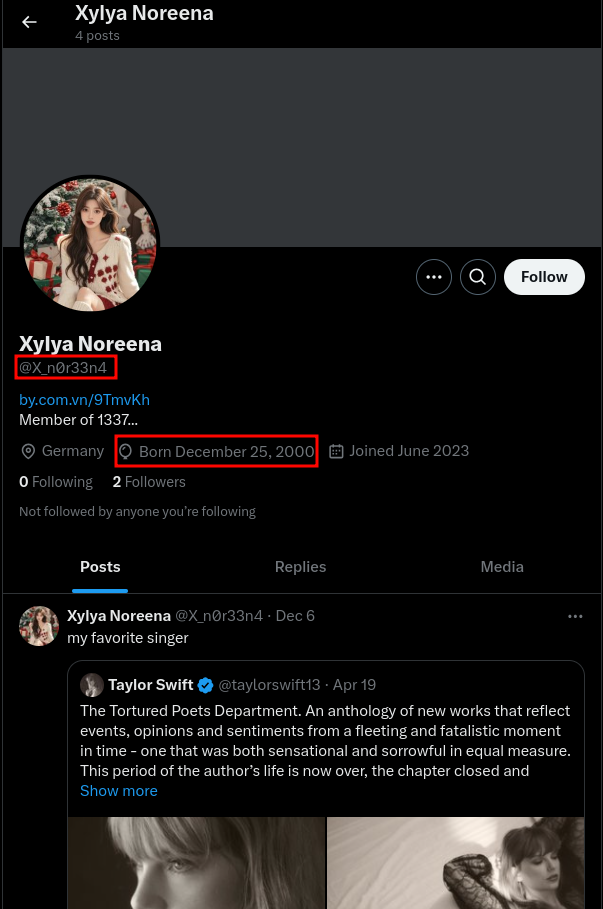 Xylya Noreena
4 posts
Follow
Xylya Noreena
@X_n0r33n4
by.com.vn/9TmvKh
Member of 1337...
Germany Born December 25, 2000 Joined June 2023
0 Following 2 Followers
Not followed by anyone you're following
Posts Replies Media
Xylya Noreena @X_n0r33n4 · Dec 6
my favorite singer
Taylor Swift @taylorswift13 · Apr 19
The Tortured Poets Department. An anthology of new works that reflect
events, opinions and sentiments from a fleeting and fatalistic moment
in time - one that was both sensational and sorrowful in equal measure.
This period of the author's life is now over, the chapter closed and
Show more